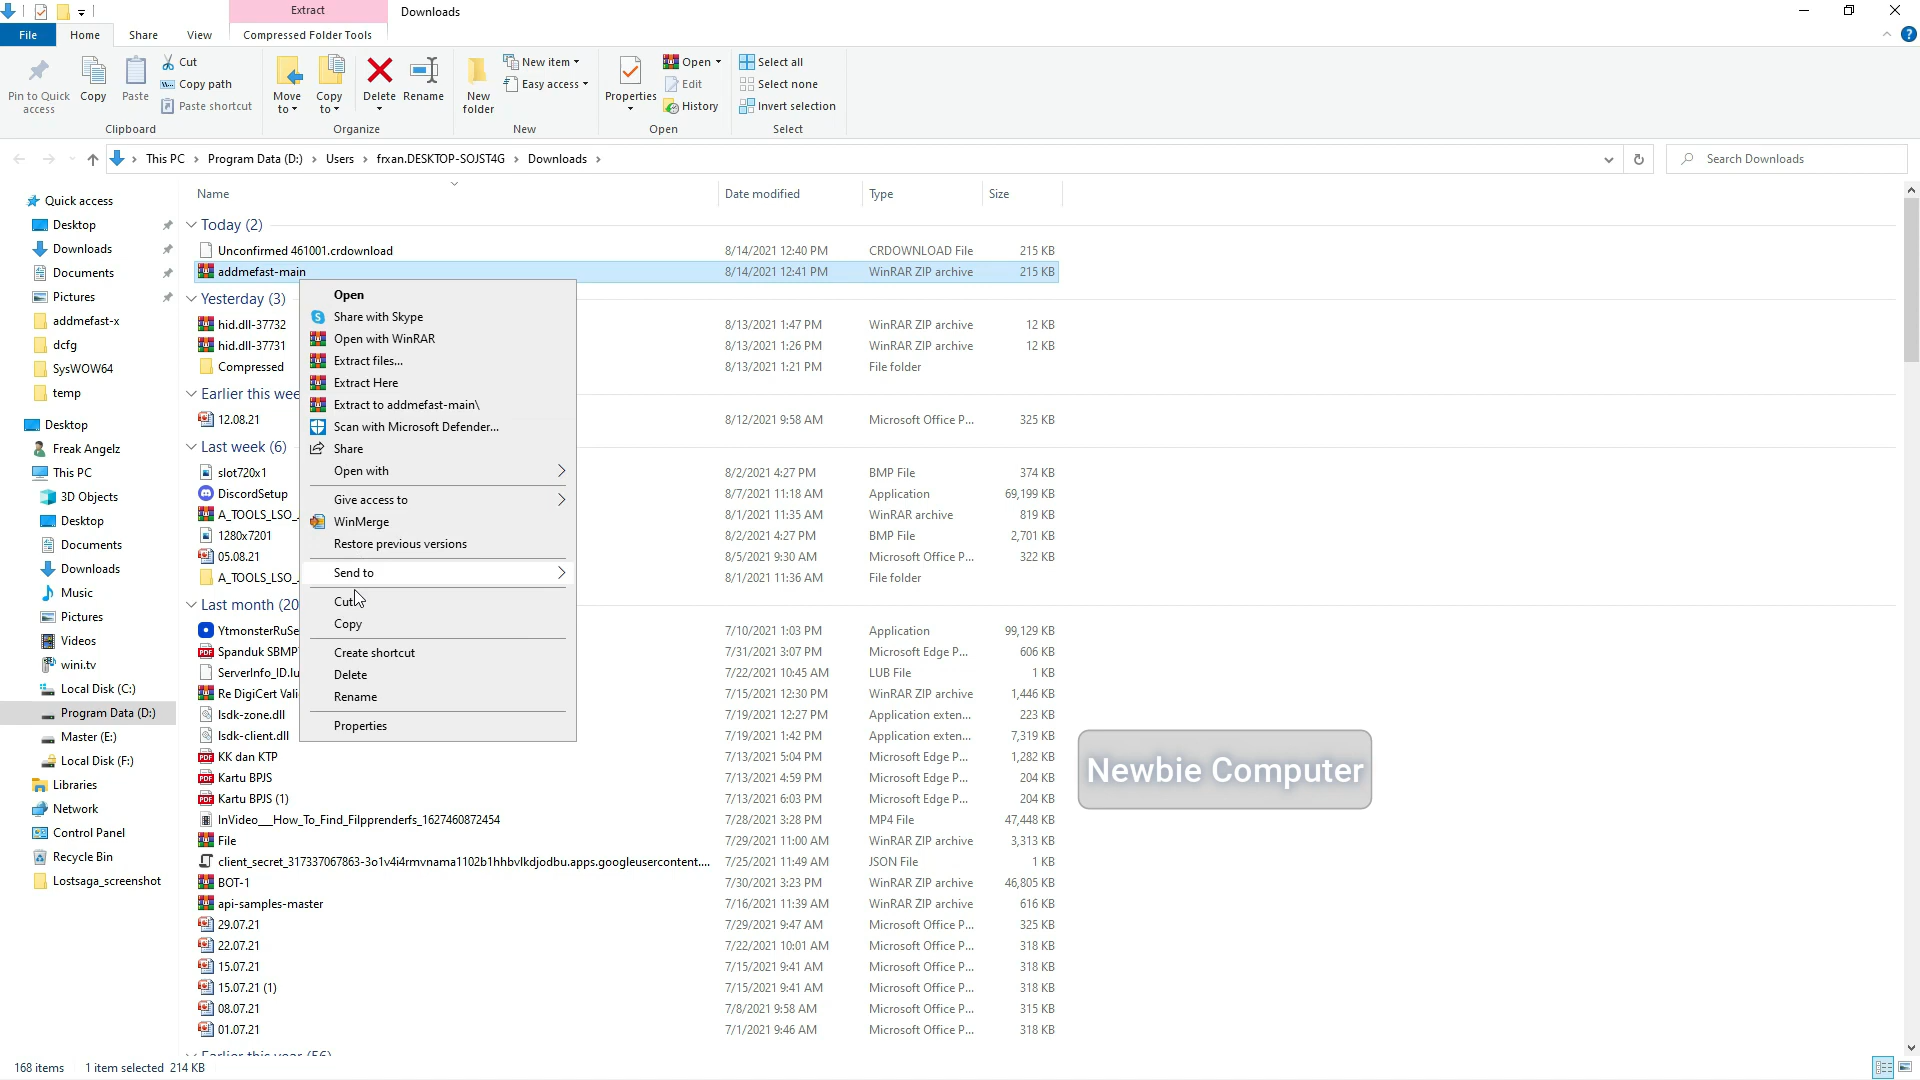 Extract
Downloads
File
Home
Share
View
Compressed Folder Tools
Pin to Quick access
Copy
Paste
Cut
Copy path
Paste shortcut
Clipboard
Move to
Copy to
Delete
Rename
Organize
New folder
New item
Easy access
New
Properties
Open
Edit
History
Open
Select all
Select none
Invert selection
Select
This PC > Program Data (D:) > Users > frxan.DESKTOP-SOJST4G > Downloads >
Search Downloads
Quick access
Desktop
Downloads
Documents
Pictures
addmefast-x
dcfg
SysWOW64
temp
Desktop
Freak Angelz
This PC
3D Objects
Desktop
Documents
Downloads
Music
Pictures
Videos
wini.tv
Local Disk (C:)
Program Data (D:)
Master (E:)
Local Disk (F:)
Libraries
Network
Control Panel
Recycle Bin
Lostsaga_screenshot
Name Date modified Type Size
Today (2)
Unconfirmed 461001.crdownload 8/14/2021 12:40 PM CRDOWNLOAD File 215 KB
addmefast-main 8/14/2021 12:41 PM WinRAR ZIP archive 215 KB
Yesterday (3)
hid.dll-37732 8/13/2021 1:47 PM WinRAR ZIP archive 12 KB
hid.dll-37731 8/13/2021 1:26 PM WinRAR ZIP archive 12 KB
Compressed 8/13/2021 1:21 PM File folder
Earlier this wee
12.08.21 8/12/2021 9:58 AM Microsoft Office P... 325 KB
Last week (6)
slot720x1 8/2/2021 4:27 PM BMP File 374 KB
DiscordSetup 8/7/2021 11:18 AM Application 69,199 KB
A_TOOLS_LSO_ 8/1/2021 11:35 AM WinRAR archive 819 KB
1280x7201 8/2/2021 4:27 PM BMP File 2,701 KB
05.08.21 8/5/2021 9:30 AM Microsoft Office P... 322 KB
A_TOOLS_LSO_ 8/1/2021 11:36 AM File folder
Last month (20
YtmonsterRuSe 7/10/2021 1:03 PM Application 99,129 KB
Spanduk SBMP 7/31/2021 3:07 PM Microsoft Edge P... 606 KB
ServerInfo_ID.lu 7/22/2021 10:45 AM LUB File 1 KB
Re DigiCert Vali 7/15/2021 12:30 PM WinRAR ZIP archive 1,446 KB
lsdk-zone.dll 7/19/2021 12:27 PM Application exten... 223 KB
lsdk-client.dll 7/19/2021 1:42 PM Application exten... 7,319 KB
KK dan KTP 7/13/2021 5:04 PM Microsoft Edge P... 1,282 KB
Kartu BPJS 7/13/2021 4:59 PM Microsoft Edge P... 204 KB
Kartu BPJS (1) 7/13/2021 6:03 PM Microsoft Edge P... 204 KB
InVideo___How_To_Find_Filpprenderfs_1627460872454 7/28/2021 3:28 PM MP4 File 47,448 KB
File 7/29/2021 11:00 AM WinRAR ZIP archive 3,313 KB
client_secret_317337067863-3o1v4i4rmvnama1102b1hhbvlkdjodbu.apps.googleusercontent.... 7/25/2021 11:49 AM JSON File 1 KB
BOT-1 7/30/2021 3:23 PM WinRAR ZIP archive 46,805 KB
api-samples-master 7/16/2021 11:39 AM WinRAR ZIP archive 616 KB
29.07.21 7/29/2021 9:47 AM Microsoft Office P... 325 KB
22.07.21 7/22/2021 10:01 AM Microsoft Office P... 318 KB
15.07.21 7/15/2021 9:41 AM Microsoft Office P... 318 KB
15.07.21 (1) 7/15/2021 9:41 AM Microsoft Office P... 318 KB
08.07.21 7/8/2021 9:58 AM Microsoft Office P... 315 KB
01.07.21 7/1/2021 9:46 AM Microsoft Office P... 318 KB
Earlier this year (56)
Open
Share with Skype
Open with WinRAR
Extract files...
Extract Here
Extract to addmefast-main\
Scan with Microsoft Defender...
Share
Open with
Give access to
WinMerge
Restore previous versions
Send to
Cut
Copy
Create shortcut
Delete
Rename
Properties
Newbie Computer
168 items 1 item selected 214 KB